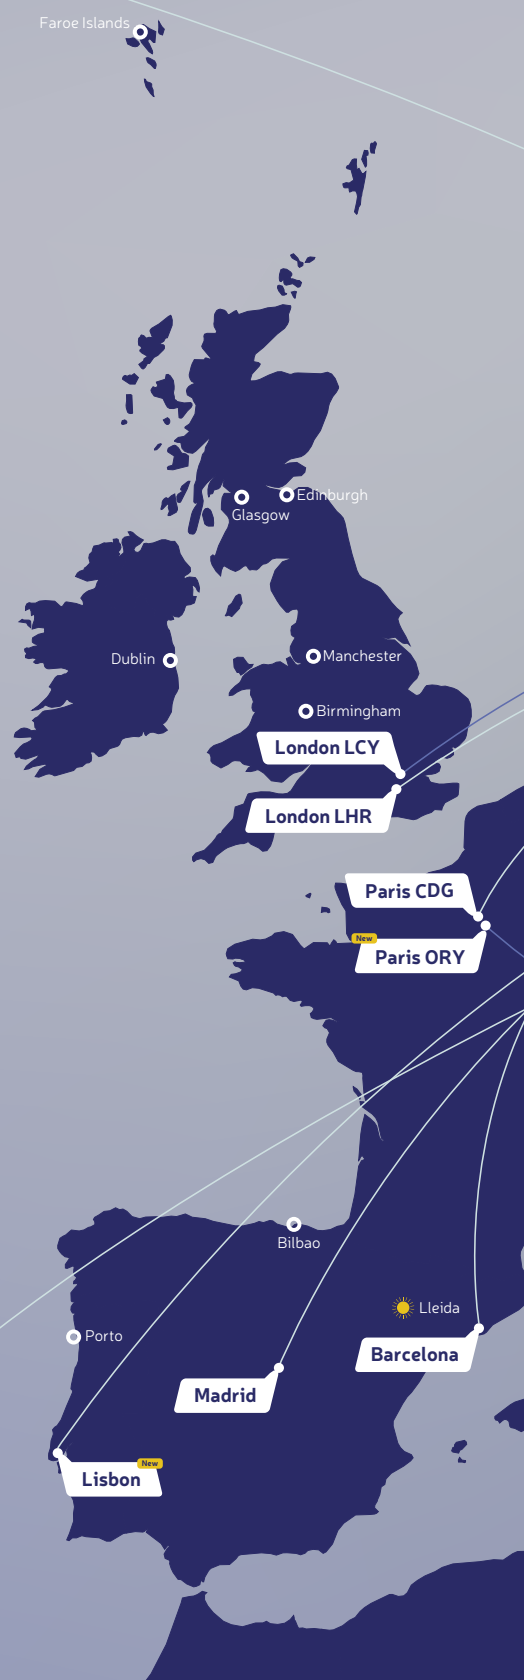 Faroe Islands
Edinburgh
Glasgow
Dublin
Manchester
Birmingham
London LCY
London LHR
Paris CDG
New
Paris ORY
Bilbao
Lleida
Porto
Barcelona
Madrid
New
Lisbon